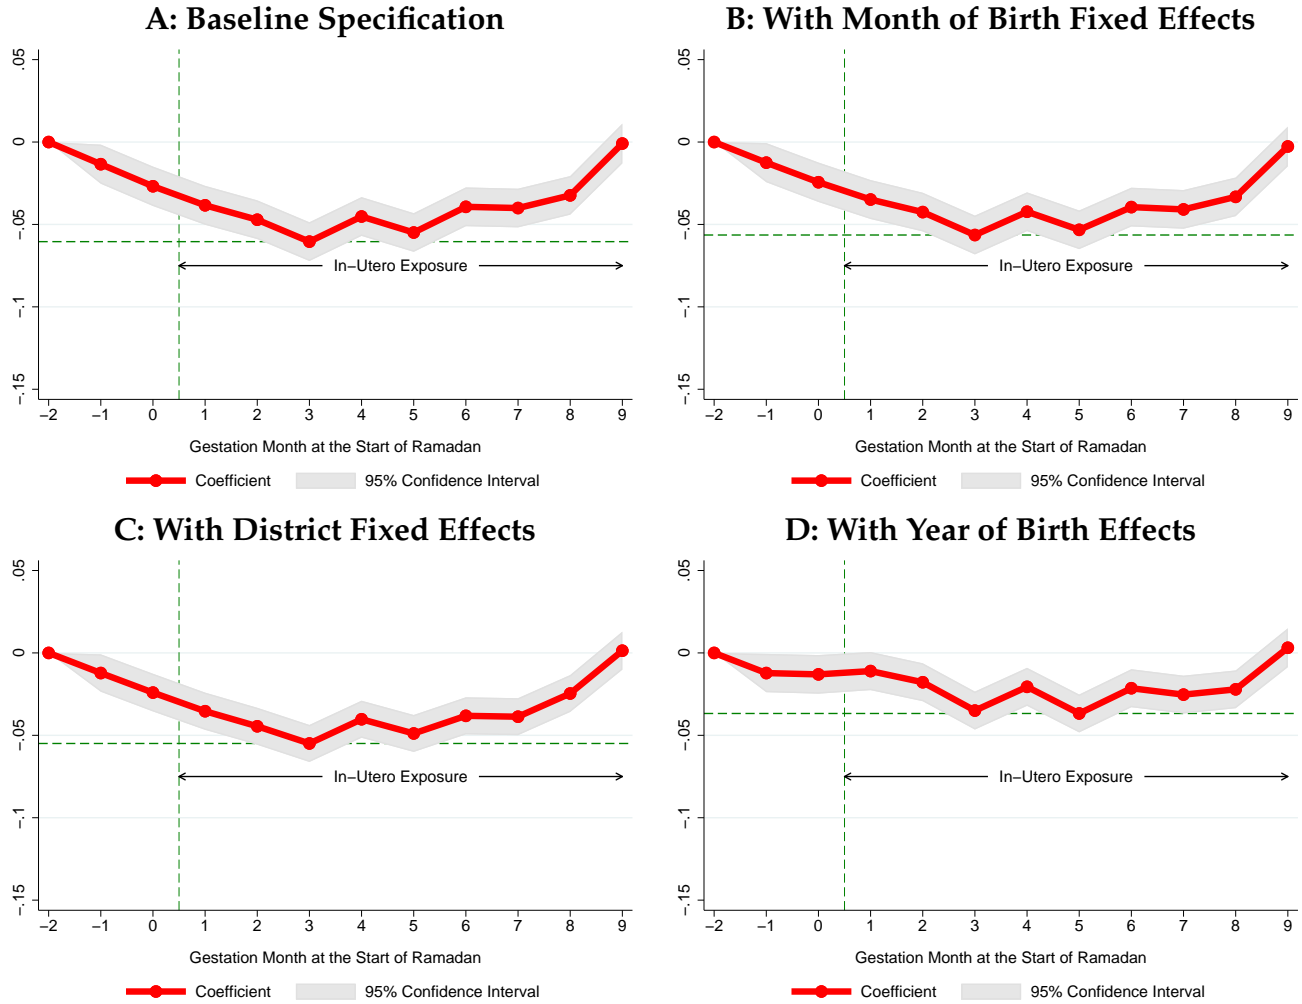 A: Baseline Specification
.05
0
−.05
−.1
−.15
−2 −1 0 1 2 3 4 5 6 7 8 9
In−Utero Exposure
Gestation Month at the Start of Ramadan
Coefficient 95% Confidence Interval
B: With Month of Birth Fixed Effects
.05
0
−.05
−.1
−.15
−2 −1 0 1 2 3 4 5 6 7 8 9
In−Utero Exposure
Gestation Month at the Start of Ramadan
Coefficient 95% Confidence Interval
C: With District Fixed Effects
.05
0
−.05
−.1
−.15
−2 −1 0 1 2 3 4 5 6 7 8 9
In−Utero Exposure
Gestation Month at the Start of Ramadan
Coefficient 95% Confidence Interval
D: With Year of Birth Effects
.05
0
−.05
−.1
−.15
−2 −1 0 1 2 3 4 5 6 7 8 9
In−Utero Exposure
Gestation Month at the Start of Ramadan
Coefficient 95% Confidence Interval